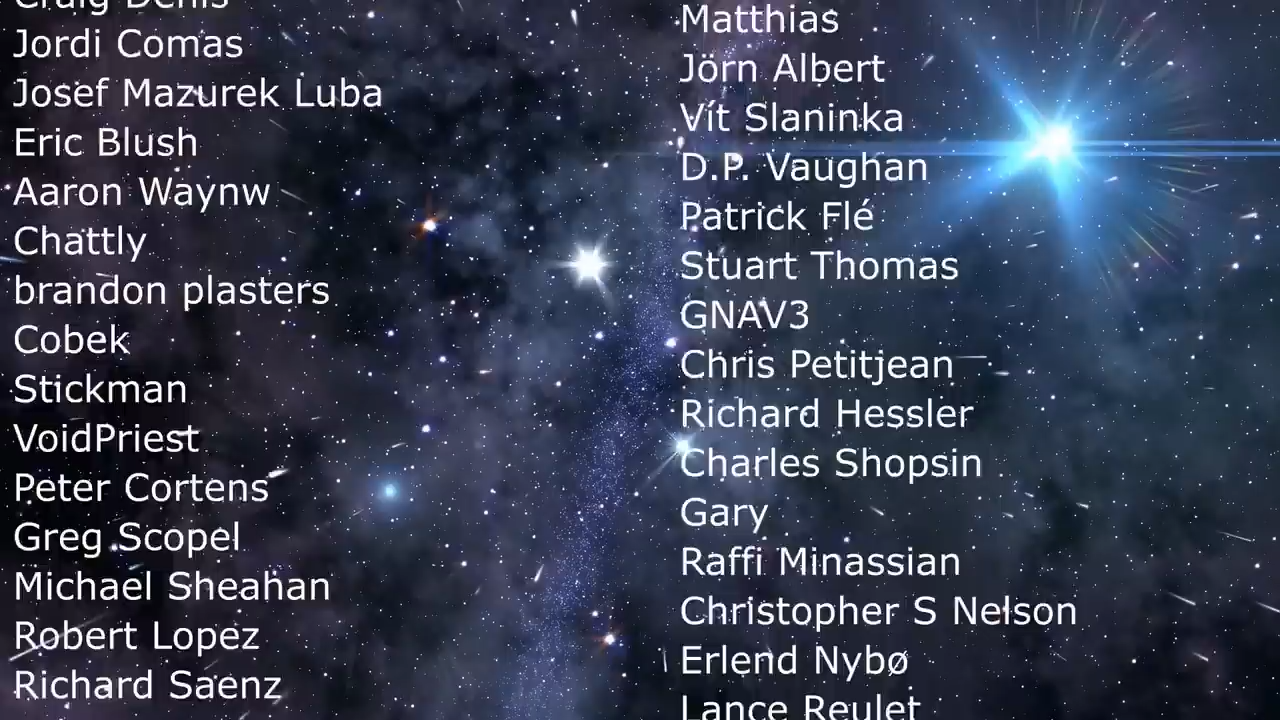 Craig Denis
Jordi Comas
Josef Mazurek Luba
Eric Blush
Aaron Waynw
Chattly
brandon plasters
Cobek
Stickman
VoidPriest
Peter Cortens
Greg Scopel
Michael Sheahan
Robert Lopez
Richard Saenz
Matthias
Jörn Albert
Vít Slaninka
D.P. Vaughan
Patrick Flé
Stuart Thomas
GNAV3
Chris Petitjean
Richard Hessler
Charles Shopsin
Gary
Raffi Minassian
Christopher S Nelson
Erlend Nybø
Lance Reulet